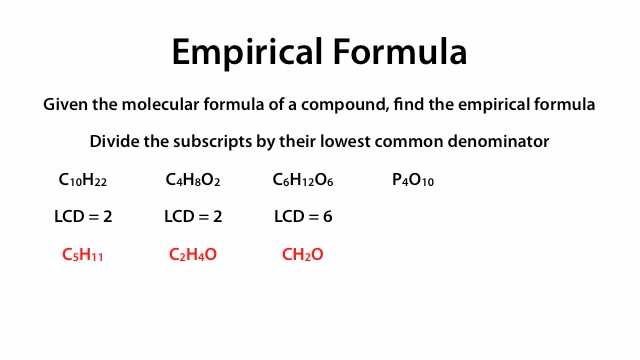 Empirical Formula
Given the molecular formula of a compound, find the empirical formula
Divide the subscripts by their lowest common denominator
C₁₀H₂₂ C₄H₈O₂ C₆H₁₂O₆ P₄O₁₀
LCD = 2 LCD = 2 LCD = 6
C₅H₁₁ C₂H₄O CH₂O